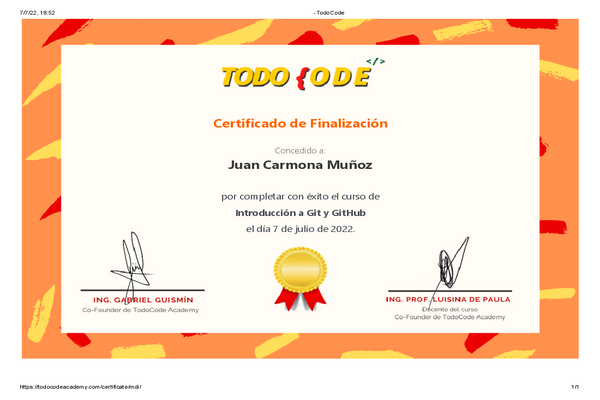 7/7/22, 18:52
- TodoCode
</>
TODO {ODE
Certificado de Finalización
Concedido a:
Juan Carmona Muñoz
por completar con éxito el curso de
Introducción a Git y GitHub
el día 7 de julio de 2022.
ING. GABRIEL GUISMÍN
Co-Founder de TodoCode Academy
ING. PROF. LUISINA DE PAULA
Docente del curso
Co-Founder de TodoCode Academy
https://todocodeacademy.com/certificate/mdl/
1/1